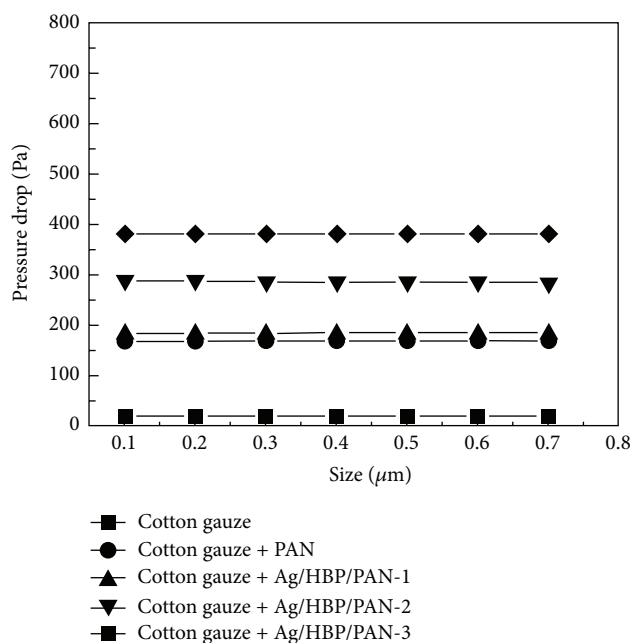 800
700
600
500
400
300
200
100
0
Pressure drop (Pa)
0.1 0.2 0.3 0.4 0.5 0.6 0.7 0.8
Size (μm)
Cotton gauze
Cotton gauze + PAN
Cotton gauze + Ag/HBP/PAN-1
Cotton gauze + Ag/HBP/PAN-2
Cotton gauze + Ag/HBP/PAN-3